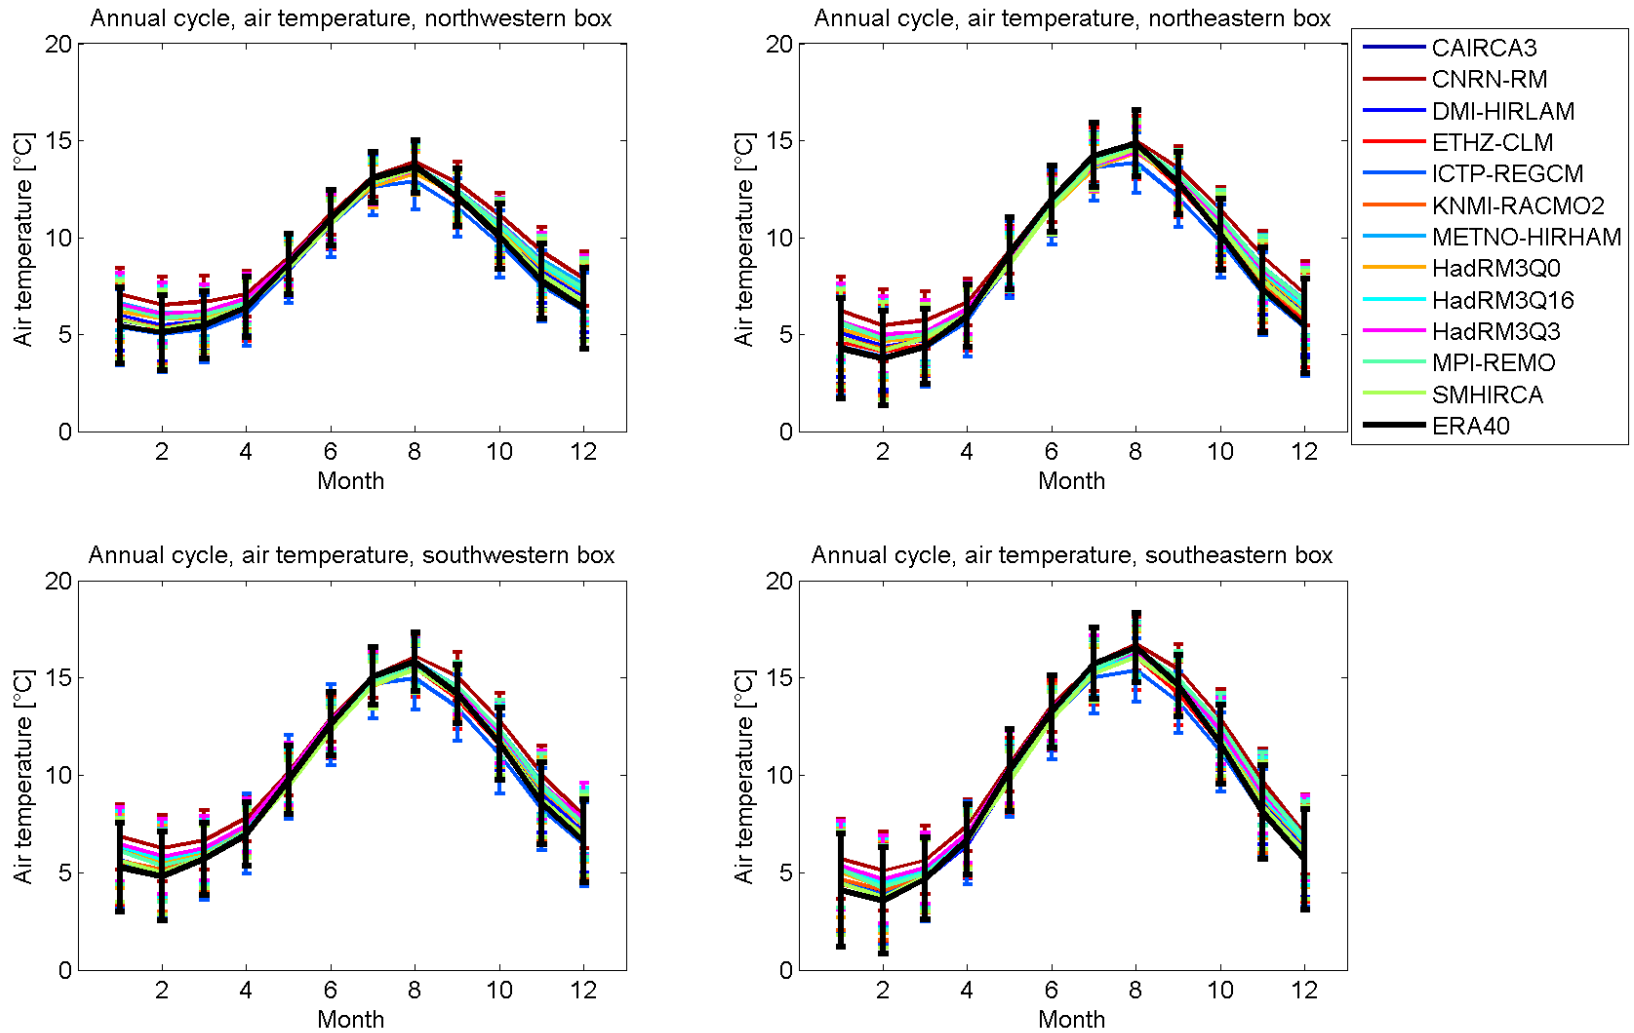 Annual cycle, air temperature, northwestern box
20
15
10
5
0
2
4
6
8
10
12
Air temperature [°C]
Month
Annual cycle, air temperature, northeastern box
20
15
10
5
0
2
4
6
8
10
12
Air temperature [°C]
Month
CAIRCA3
CNRN-RM
DMI-HIRLAM
ETHZ-CLM
ICTP-REGCM
KNMI-RACMO2
METNO-HIRHAM
HadRM3Q0
HadRM3Q16
HadRM3Q3
MPI-REMO
SMHIRCA
ERA40
Annual cycle, air temperature, southwestern box
20
15
10
5
0
2
4
6
8
10
12
Air temperature [°C]
Month
Annual cycle, air temperature, southeastern box
20
15
10
5
0
2
4
6
8
10
12
Air temperature [°C]
Month